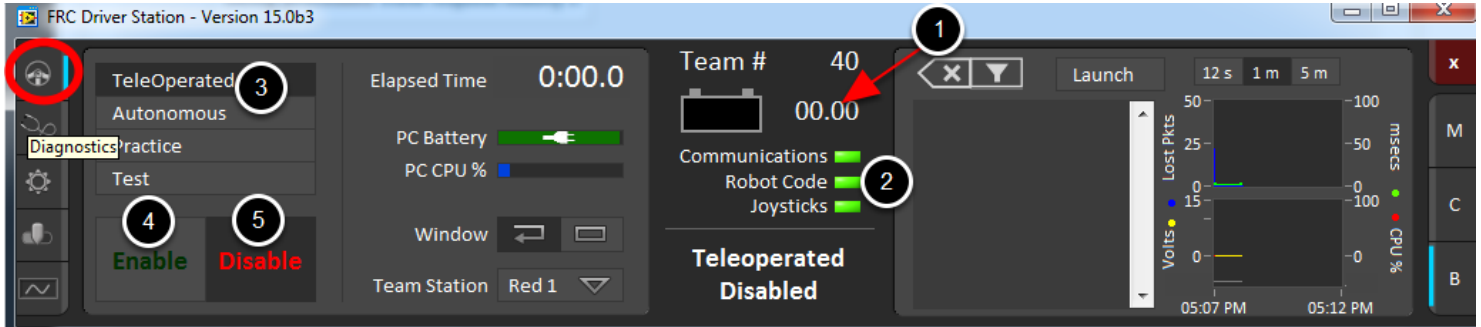 FRC Driver Station - Version 15.0b3
TeleOperated
Autonomous
Practice
Test
Diagnostics
Enable
Disable
3
4
5
Elapsed Time 0:00.0
PC Battery
PC CPU %
Window
Team Station Red 1
1
Team # 40
00.00
Communications
Robot Code
Joysticks
2
Teleoperated
Disabled
Launch
12 s 1 m 5 m
50 100
25 50
0 0
15 100
0 0
Lost Pkts
msecs
Volts
CPU %
05:07 PM 05:12 PM
x
M
C
B